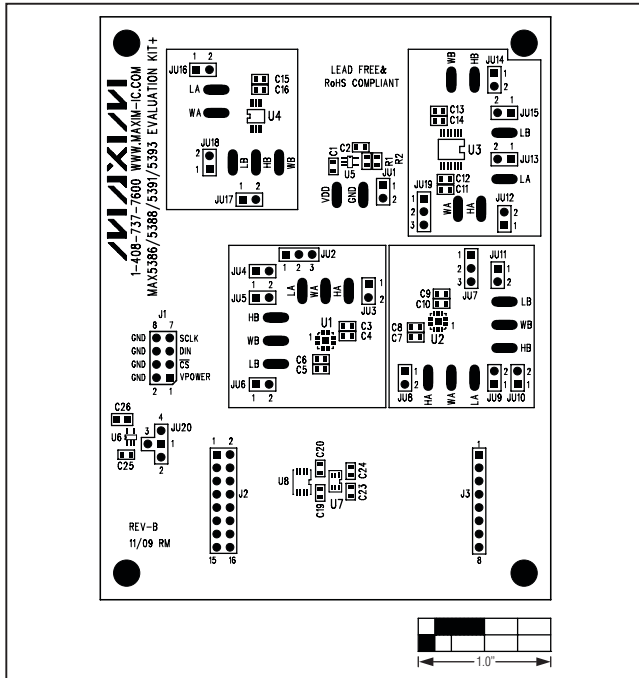 MAXIM
1-408-737-7600 WWW.MAXIM-IC.COM
MAX5386/5388/5391/5393 EVALUATION KIT+
JU16
1 2
LA
WA
C15
C16
U4
2
1
JU18
LB
HB
WB
JU17
1 2
LEAD FREE&
RoHS COMPLIANT
C1
C2
U5
R1
R2
VDD
GND
JU1
1
2
WB
HB
JU14
1
2
C13
C14
2 1
JU15
U3
LB
2 1
JU13
C12
C11
LA
JU19
1
2
3
WA
HA
JU12
2
1
JU4
1 2
JU2
1 2 3
JU5
1 2
LA
WA
HA
JU3
1
2
HB
U1
1
C3
C4
WB
C6
C5
LB
JU6
1 2
JU7
1
2
3
JU11
1
2
C9
C10
LB
C8
C7
U2
1
WB
HB
2
1
JU8
HA
WA
LA
2
1
JU9
2
1
JU10
J1
8 7
GND SCLK
GND DIN
GND CS
GND VPOWER
2 1
C26
U6
C25
JU20
4
3
1
2
1 2
J2
15 16
U8
C20
C19
U7
C24
C23
1
J3
8
REV-B
11/09 RM
1.0"